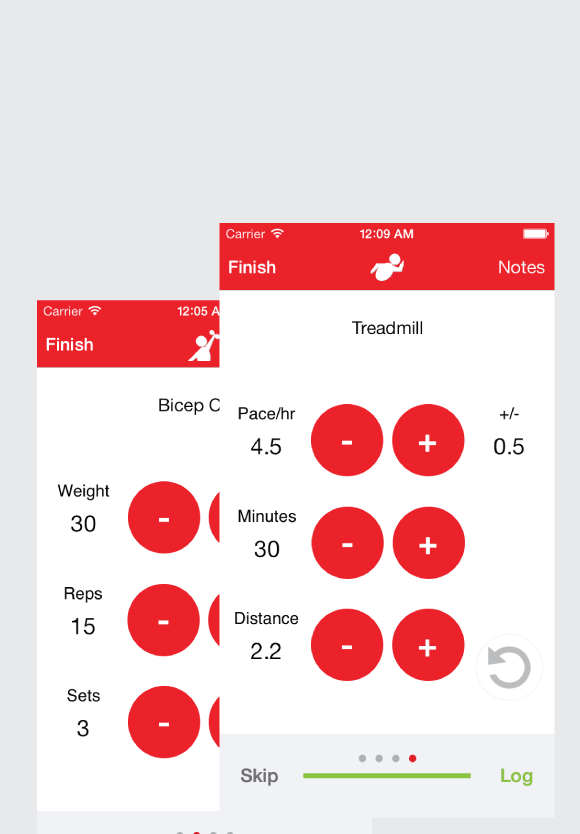 Carrier 12:09 AM
Finish Notes
Treadmill
Pace/hr +/-
4.5 - + 0.5
Minutes
30 - +
Distance
2.2 - +
Skip Log
Carrier 12:05
Finish
Bicep
Weight
30 -
Reps
15 -
Sets
3 -